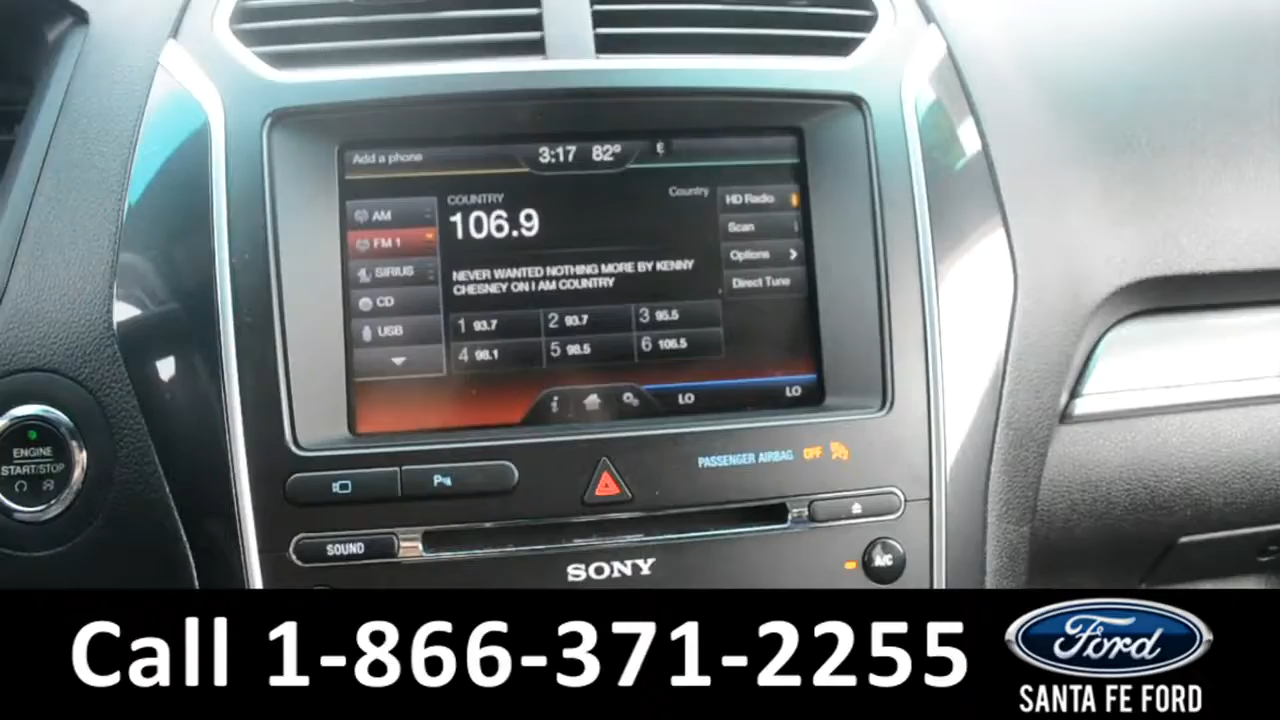 Add a phone
3:17 82°
COUNTRY
Country
106.9
NEVER WANTED NOTHING MORE BY KENNY
CHESNEY ON I AM COUNTRY
AM
FM 1
SIRIUS
CD
USB
HD Radio
Scan
Options
Direct Tune
1 93.7
2 93.7
3 95.5
4 98.1
5 98.5
6 106.5
LO
LO
ENGINE
START/STOP
PASSENGER AIRBAG OFF
SOUND
SONY
A/C
Call 1-866-371-2255
Ford
SANTA FE FORD